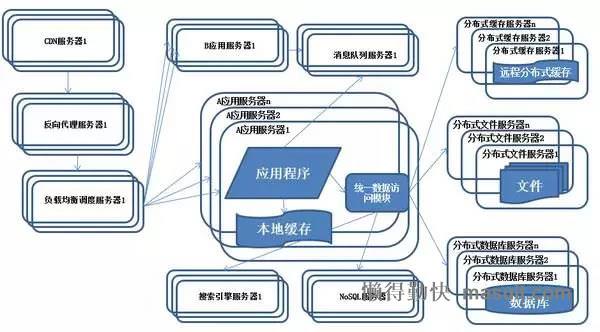 CDN服务器1
反向代理服务器1
负载均衡调度服务器1
B应用服务器1
消息队列服务器1
A应用服务器n
A应用服务器2
A应用服务器1
应用程序
统一数据访
问模块
本地缓存
搜索引擎服务器1
NoSQL服务器1
分布式缓存服务器n
分布式缓存服务器2
分布式缓存服务器1
远程分布式缓存
分布式文件服务器n
分布式文件服务器2
分布式文件服务器1
文件
分布式数据库服务器n
分布式数据库服务器2
分布式数据库服务器1
数据库
懒得勤快 masuit.com